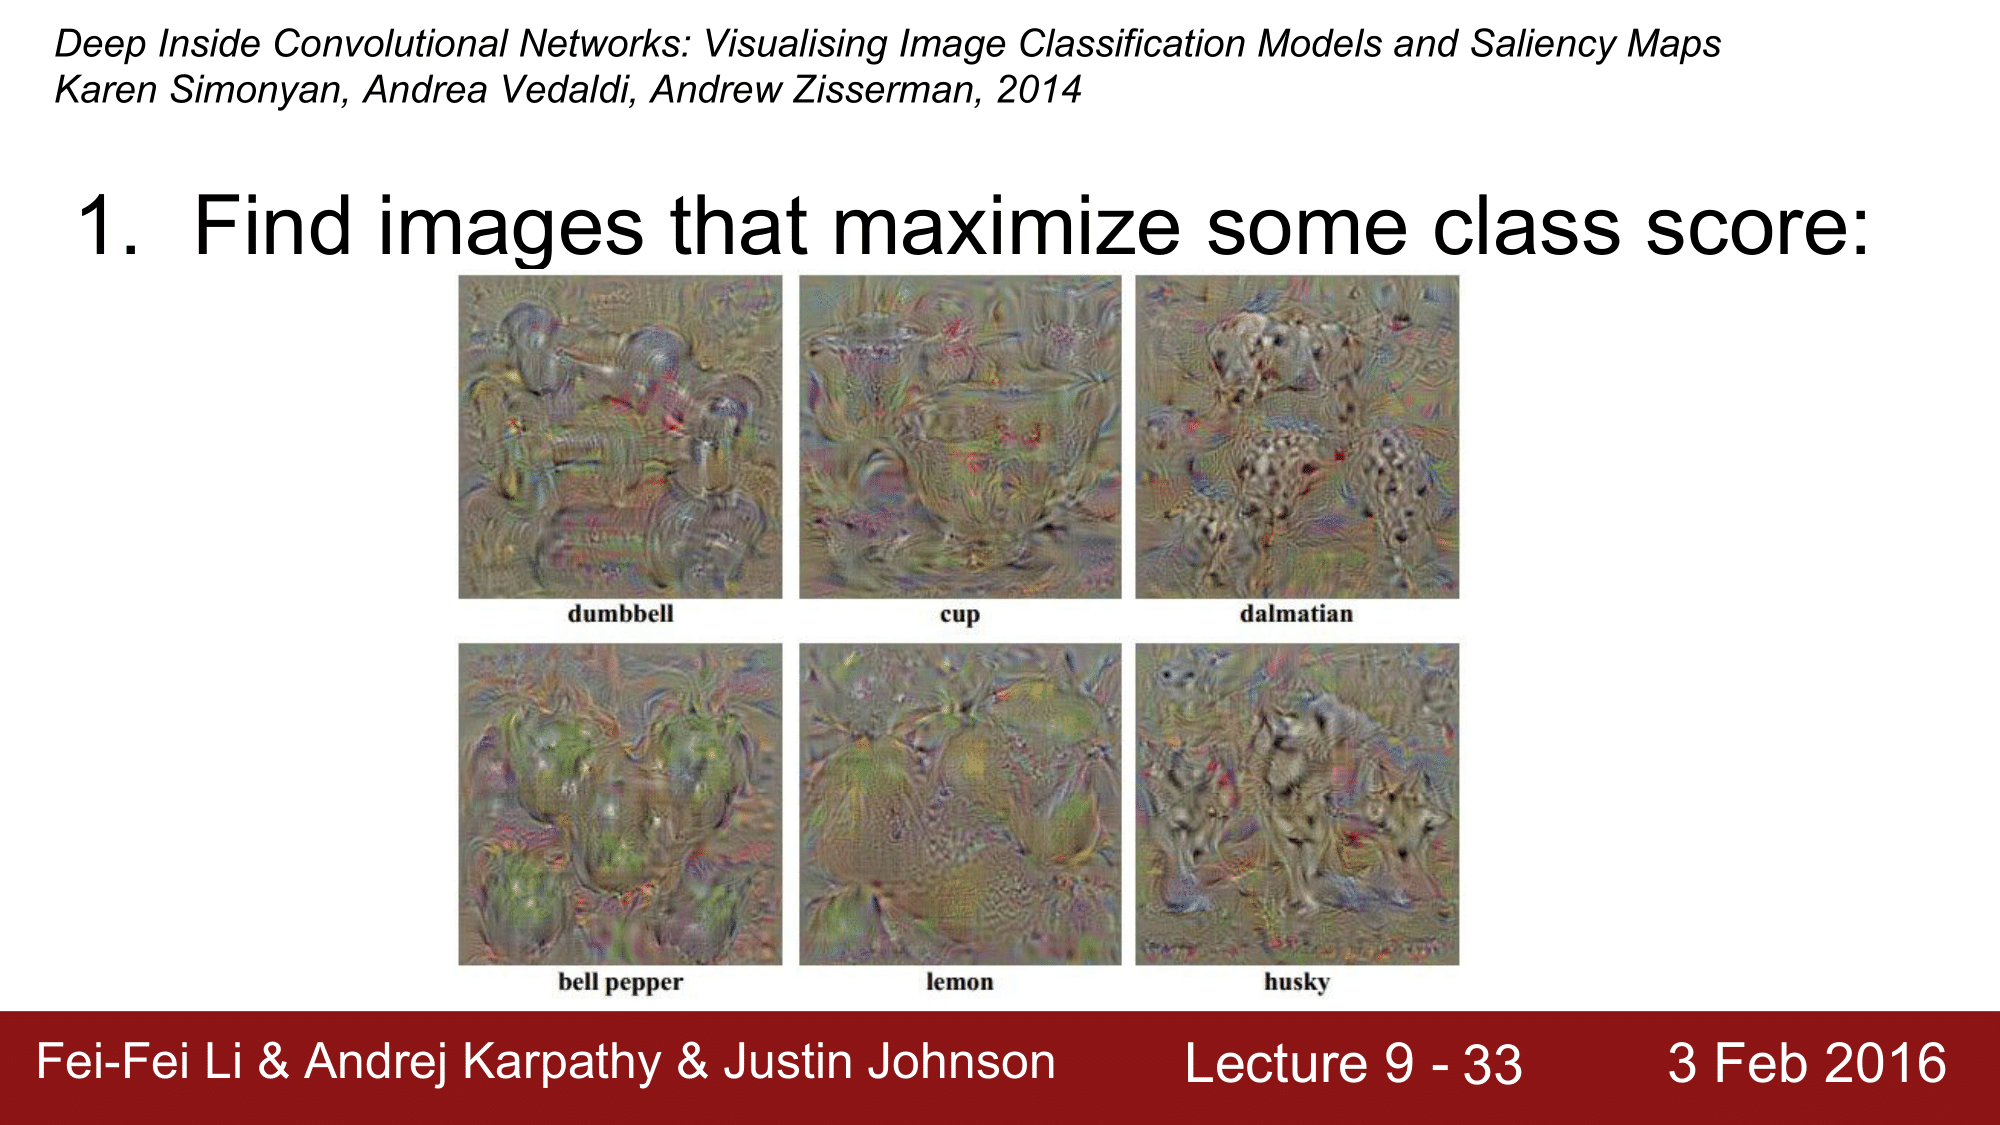 Deep Inside Convolutional Networks: Visualising Image Classification Models and Saliency Maps
Karen Simonyan, Andrea Vedaldi, Andrew Zisserman, 2014
1. Find images that maximize some class score:
dumbbell cup dalmatian
bell pepper lemon husky
Fei-Fei Li & Andrej Karpathy & Justin Johnson Lecture 9 - 33 3 Feb 2016